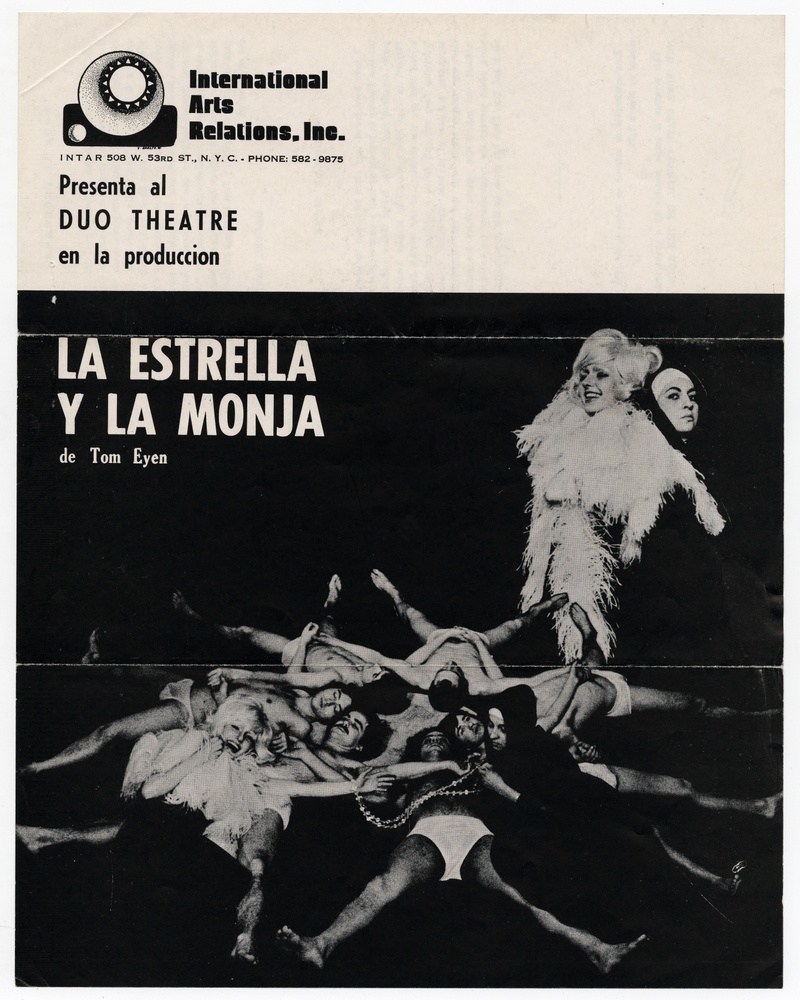 International
Arts
Relations, Inc.
INTAR 508 W. 53RD ST., N. Y. C. - PHONE: 582-9875
Presenta al
DUO THEATRE
en la produccion
LA ESTRELLA
Y LA MONJA
de Tom Eyen